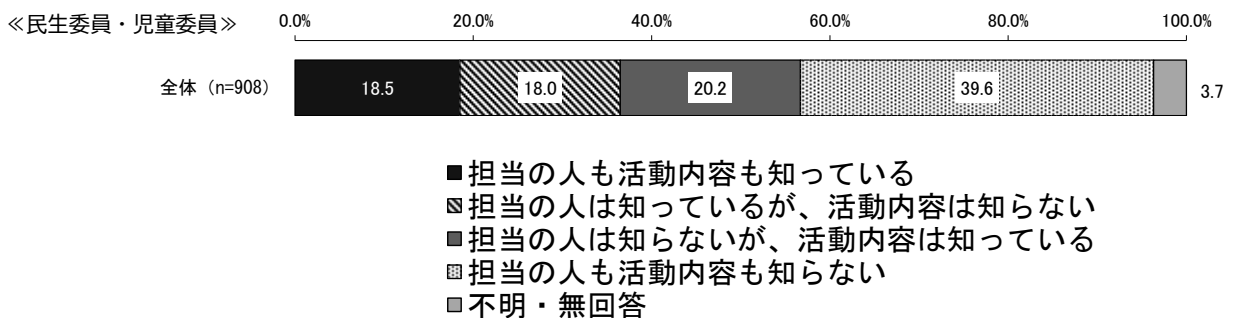 ≪民生委員・児童委員≫
0.0% 20.0% 40.0% 60.0% 80.0% 100.0%
全体（n=908） 18.5 18.0 20.2 39.6 3.7
担当の人も活動内容も知っている
担当の人は知っているが、活動内容は知らない
担当の人は知らないが、活動内容は知っている
担当の人も活動内容も知らない
不明・無回答